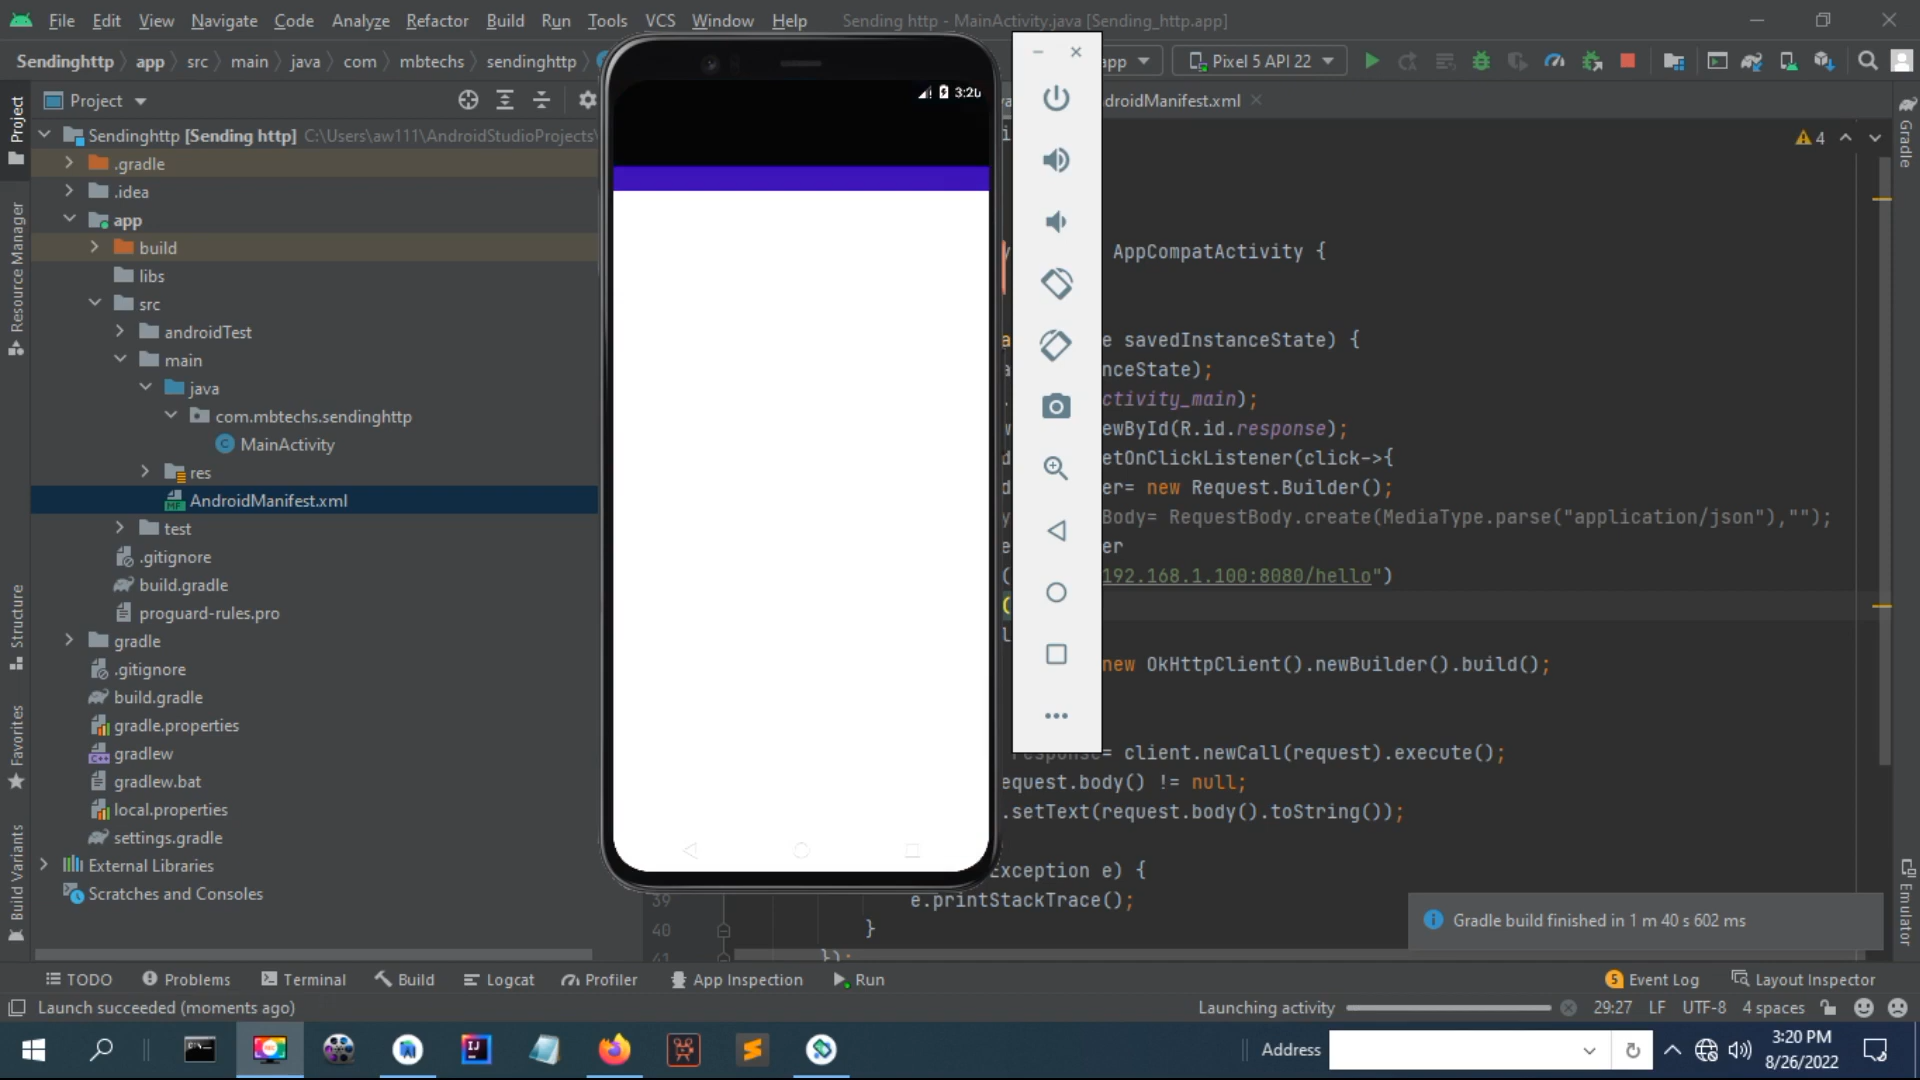 File Edit View Navigate Code Analyze Refactor Build Run Tools VCS Window Help Sending http - MainActivity.java [Sending_http.app]
Sendinghttp app src main java com mbtechs sendinghttp
app Pixel 5 API 22
Project
droidManifest.xml
Sendinghttp [Sending http] C:\Users\aw111\AndroidStudioProjects\
.gradle
.idea
app
build
libs
src
androidTest
main
java
com.mbtechs.sendinghttp
MainActivity
res
AndroidManifest.xml
test
.gitignore
build.gradle
proguard-rules.pro
gradle
.gitignore
build.gradle
gradle.properties
gradlew
gradlew.bat
local.properties
settings.gradle
External Libraries
Scratches and Consoles
Project
Resource Manager
Structure
Favorites
Build Variants
4
AppCompatActivity {
e savedInstanceState) {
nceState);
ctivity_main);
ewById(R.id.response);
etOnClickListener(click->{
er= new Request.Builder();
Body= RequestBody.create(MediaType.parse("application/json"),"");
er
192.168.1.100:8080/hello")
new OkHttpClient().newBuilder().build();
response= client.newCall(request).execute();
equest.body() != null;
.setText(request.body().toString());
Exception e) {
39 e.printStackTrace();
40 }
41 });
Gradle
Emulator
Gradle build finished in 1 m 40 s 602 ms
TODO Problems Terminal Build Logcat Profiler App Inspection Run 5 Event Log Layout Inspector
Launch succeeded (moments ago) Launching activity 29:27 LF UTF-8 4 spaces
Address
3:20 PM
8/26/2022